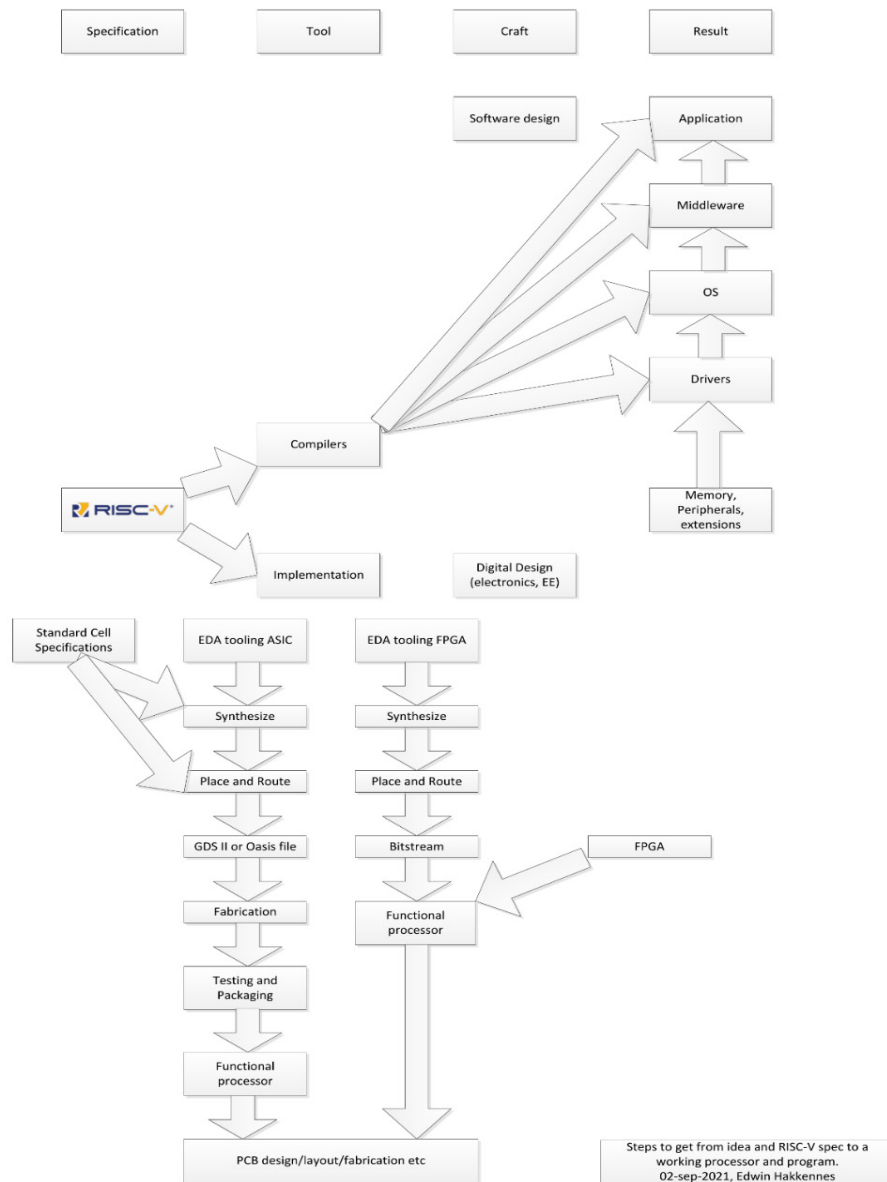 Specification
Tool
Craft
Result
Software design
Application
Middleware
OS
Drivers
Compilers
RISC-V®
Memory,
Peripherals,
extensions
Implementation
Digital Design
(electronics, EE)
Standard Cell
Specifications
EDA tooling ASIC
EDA tooling FPGA
Synthesize
Synthesize
Place and Route
Place and Route
GDS II or Oasis file
Bitstream
FPGA
Fabrication
Functional
processor
Testing and
Packaging
Functional
processor
PCB design/layout/fabrication etc
Steps to get from idea and RISC-V spec to a
working processor and program.
02-sep-2021, Edwin Hakkennes